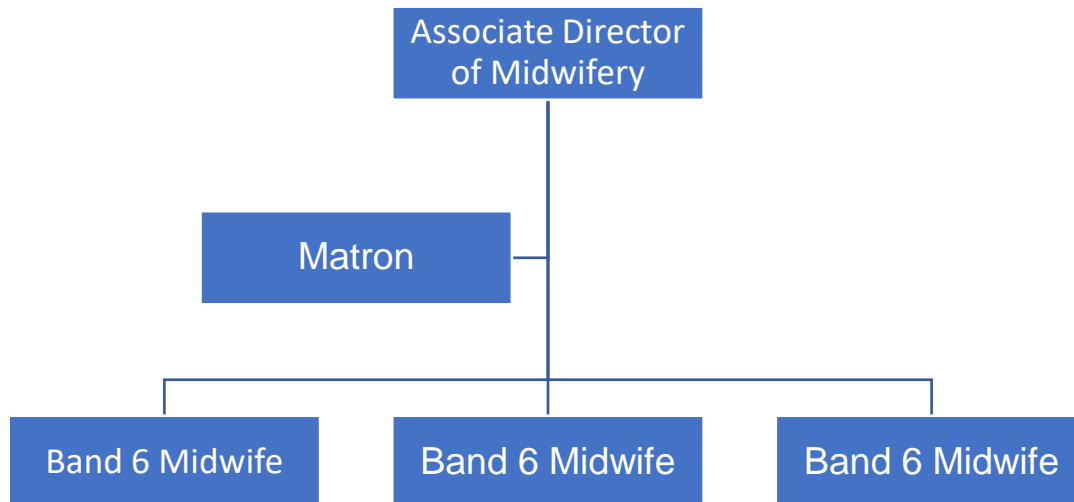 Associate Director
of Midwifery
Matron
Band 6 Midwife
Band 6 Midwife
Band 6 Midwife